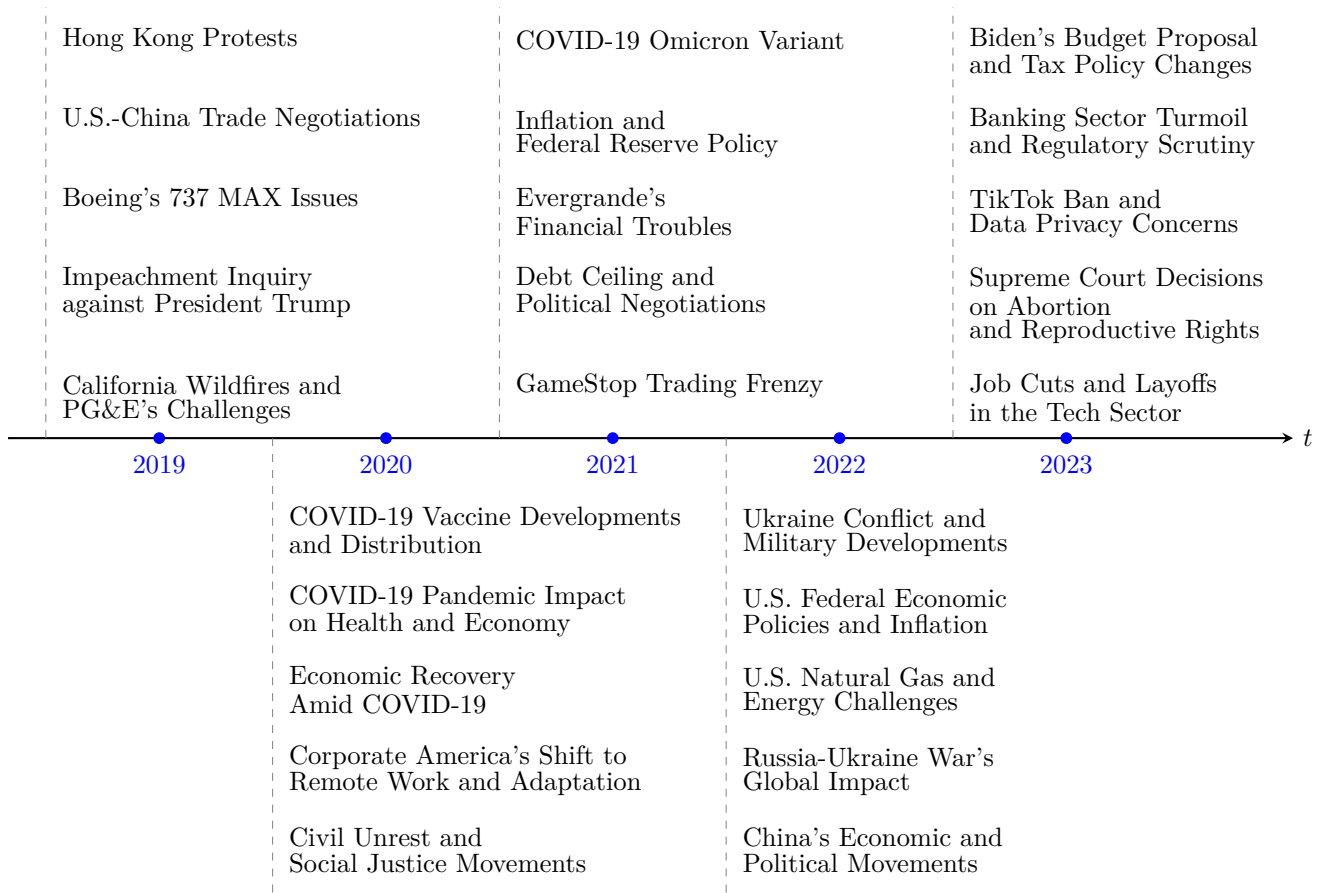 Hong Kong Protests
U.S.-China Trade Negotiations
Boeing's 737 MAX Issues
Impeachment Inquiry
against President Trump
California Wildfires and
PG&E's Challenges
COVID-19 Omicron Variant
Inflation and
Federal Reserve Policy
Evergrande's
Financial Troubles
Debt Ceiling and
Political Negotiations
GameStop Trading Frenzy
Biden's Budget Proposal
and Tax Policy Changes
Banking Sector Turmoil
and Regulatory Scrutiny
TikTok Ban and
Data Privacy Concerns
Supreme Court Decisions
on Abortion
and Reproductive Rights
Job Cuts and Layoffs
in the Tech Sector
t
2019
2020
2021
2022
2023
COVID-19 Vaccine Developments
and Distribution
COVID-19 Pandemic Impact
on Health and Economy
Economic Recovery
Amid COVID-19
Corporate America's Shift to
Remote Work and Adaptation
Civil Unrest and
Social Justice Movements
Ukraine Conflict and
Military Developments
U.S. Federal Economic
Policies and Inflation
U.S. Natural Gas and
Energy Challenges
Russia-Ukraine War's
Global Impact
China's Economic and
Political Movements